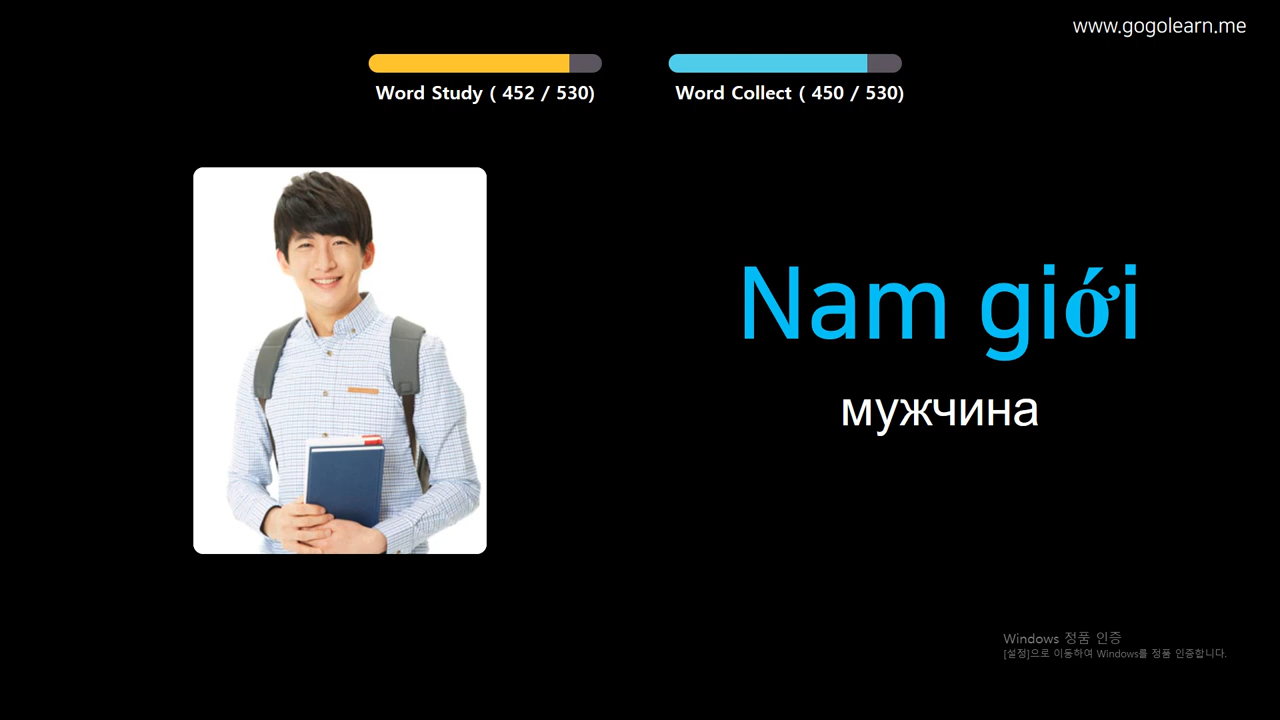 www.gogolearn.me
Word Study ( 452 / 530)
Word Collect ( 450 / 530)
Nam giới
мужчина
Windows 정품 인증
[설정]으로 이동하여 Windows를 정품 인증합니다.